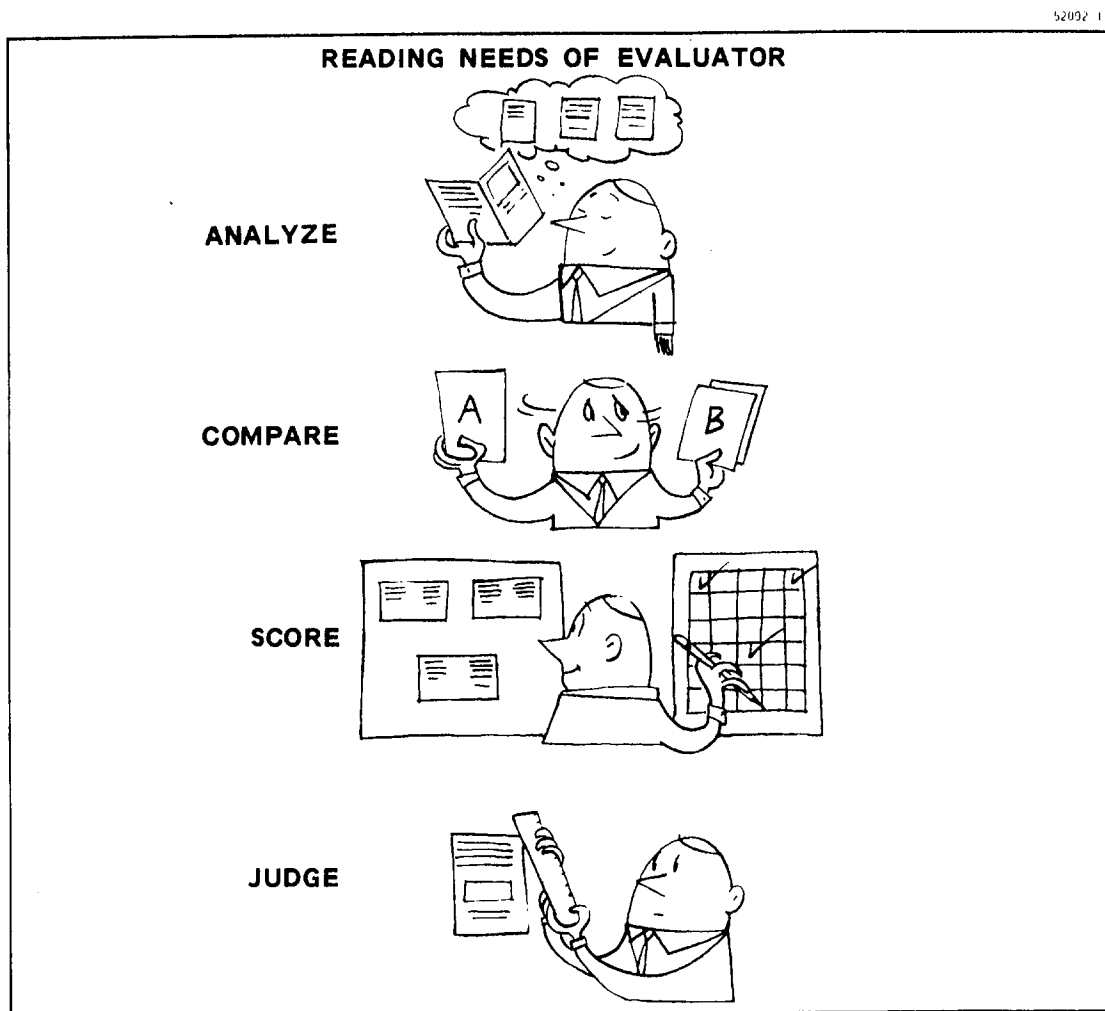 52092 1
READING NEEDS OF EVALUATOR
ANALYZE
COMPARE
A
B
SCORE
JUDGE